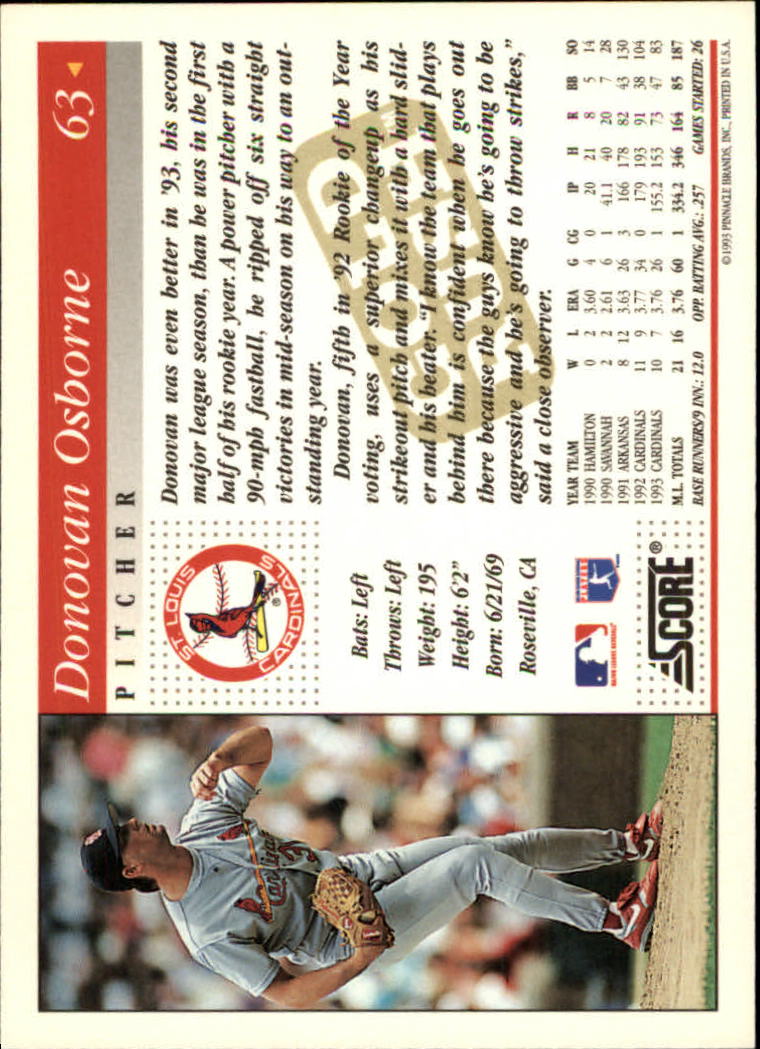 Donovan Osborne 63
PITCHER
ST. LOUIS
CARDINALS
®
Bats: Left
Throws: Left
Weight: 195
Height: 6'2"
Born: 6/21/69
Roseville, CA
MAJOR LEAGUE BASEBALL
PLAYERS
SCORE®
Donovan was even better in '93, his second
major league season, than he was in the first
half of his rookie year. A power pitcher with a
90-mph fastball, he ripped off six straight
victories in mid-season on his way to an out-
standing year.
Donovan, fifth in '92 Rookie of the Year
voting, uses a superior changeup as his
strikeout pitch and mixes it with a hard slid-
er and his heater. "I know the team that plays
behind him is confident when he goes out
there because the guys know he's going to be
aggressive and he's going to throw strikes,"
said a close observer.
GOLD
RUSH
TM
YEAR TEAM W L ERA G CG IP H R BB SO
1990 HAMILTON 0 2 3.60 4 0 20 21 8 5 14
1990 SAVANNAH 2 2 2.61 6 1 41.1 40 20 7 28
1991 ARKANSAS 8 12 3.63 26 3 166 178 82 43 130
1992 CARDINALS 11 9 3.77 34 0 179 193 91 38 104
1993 CARDINALS 10 7 3.76 26 1 155.2 153 73 47 83
M.L. TOTALS 21 16 3.76 60 1 334.2 346 164 85 187
BASE RUNNERS/9 INN.: 12.0 OPP. BATTING AVG.: .257 GAMES STARTED: 26
©1993 PINNACLE BRANDS, INC., PRINTED IN U.S.A.
Cardinals